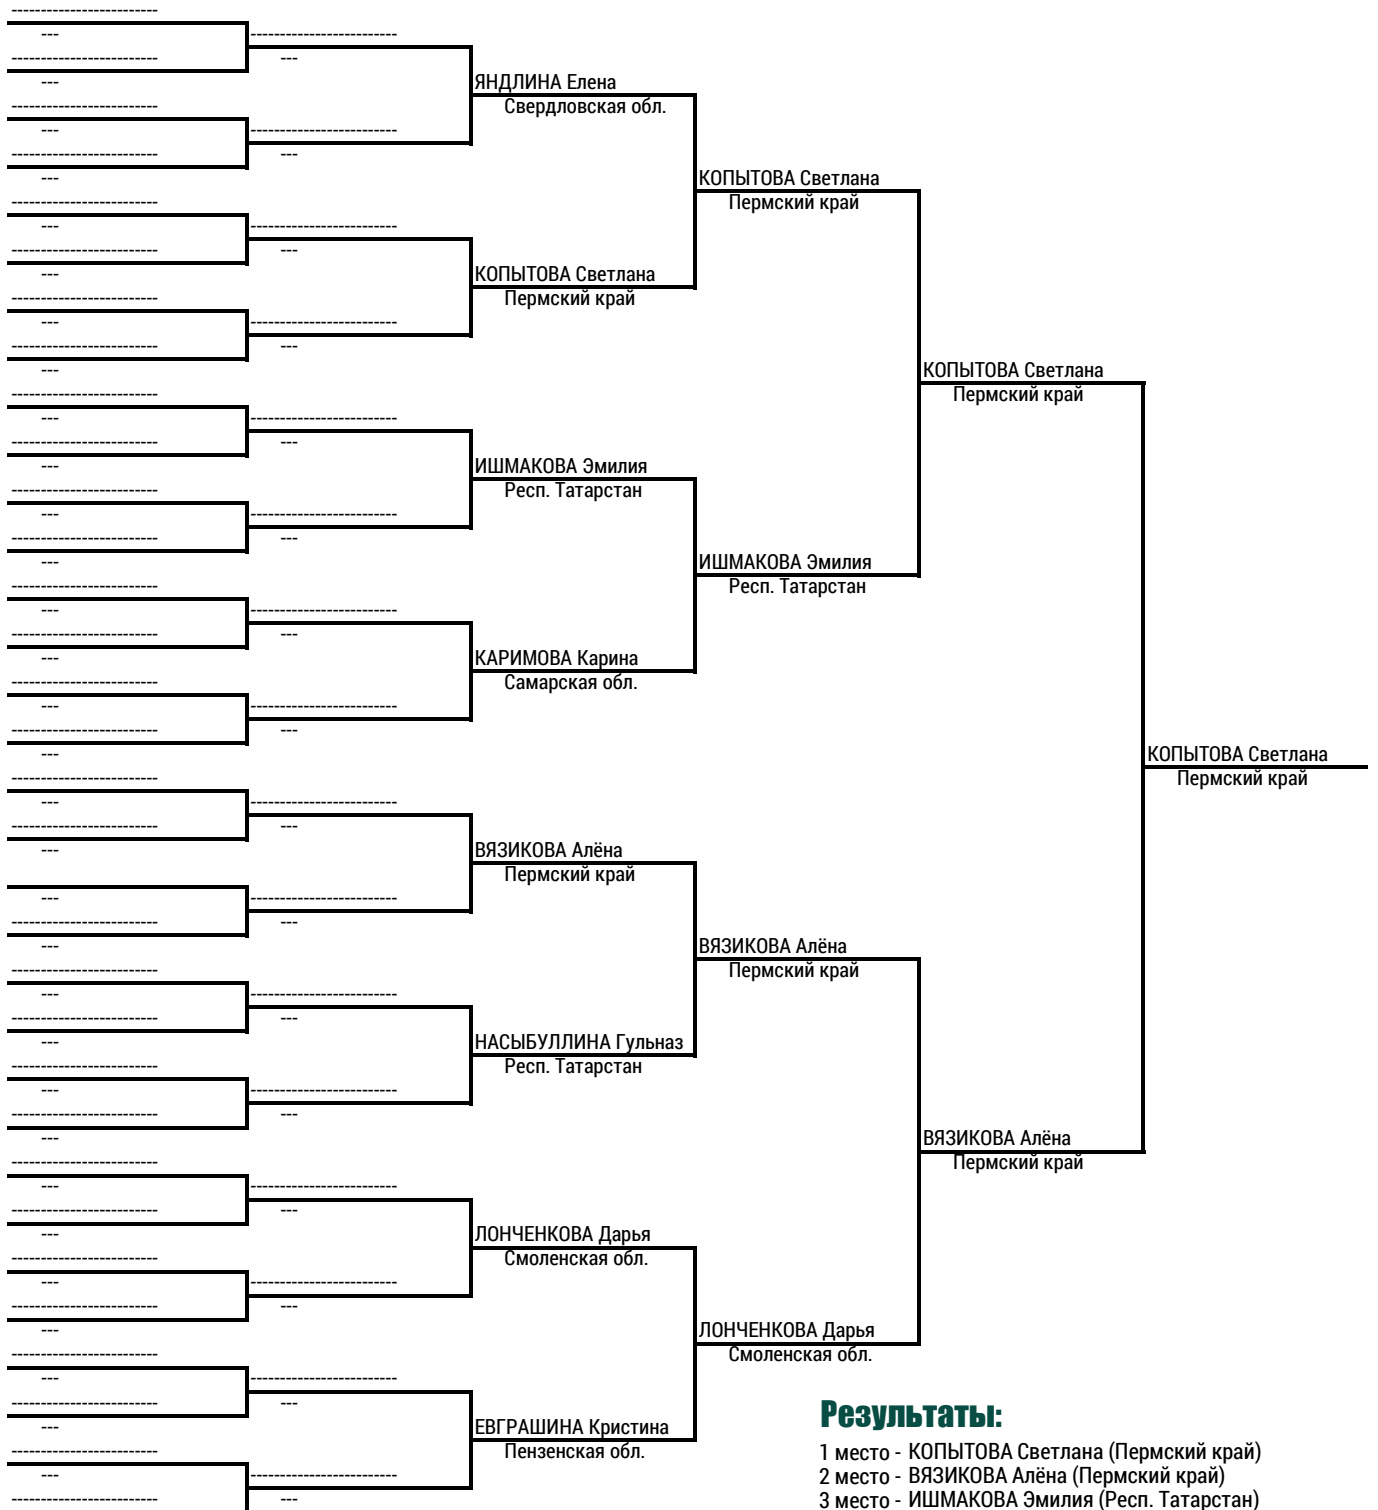 ЯНДЛИНА Елена
Свердловская обл.
КОПЫТОВА Светлана
Пермский край
КОПЫТОВА Светлана
Пермский край
КОПЫТОВА Светлана
Пермский край
ИШМАКОВА Эмилия
Респ. Татарстан
ИШМАКОВА Эмилия
Респ. Татарстан
КАРИМОВА Карина
Самарская обл.
КОПЫТОВА Светлана
Пермский край
ВЯЗИКОВА Алёна
Пермский край
ВЯЗИКОВА Алёна
Пермский край
НАСЫБУЛЛИНА Гульназ
Респ. Татарстан
ВЯЗИКОВА Алёна
Пермский край
ЛОНЧЕНКОВА Дарья
Смоленская обл.
ЛОНЧЕНКОВА Дарья
Смоленская обл.
ЕВГРАШИНА Кристина
Пензенская обл.
Результаты:
1 место - КОПЫТОВА Светлана (Пермский край)
2 место - ВЯЗИКОВА Алёна (Пермский край)
3 место - ИШМАКОВА Эмилия (Респ. Татарстан)